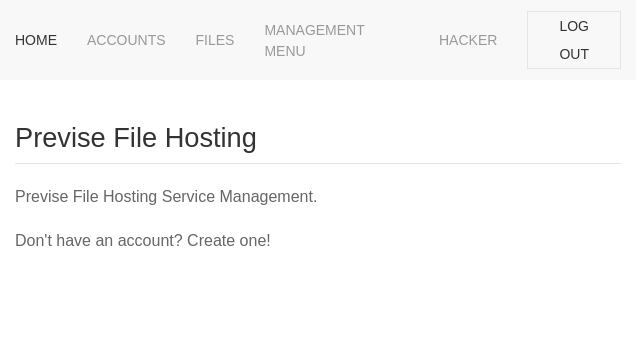 HOME ACCOUNTS FILES MANAGEMENT MENU HACKER LOG OUT
Previse File Hosting
Previse File Hosting Service Management.
Don't have an account? Create one!